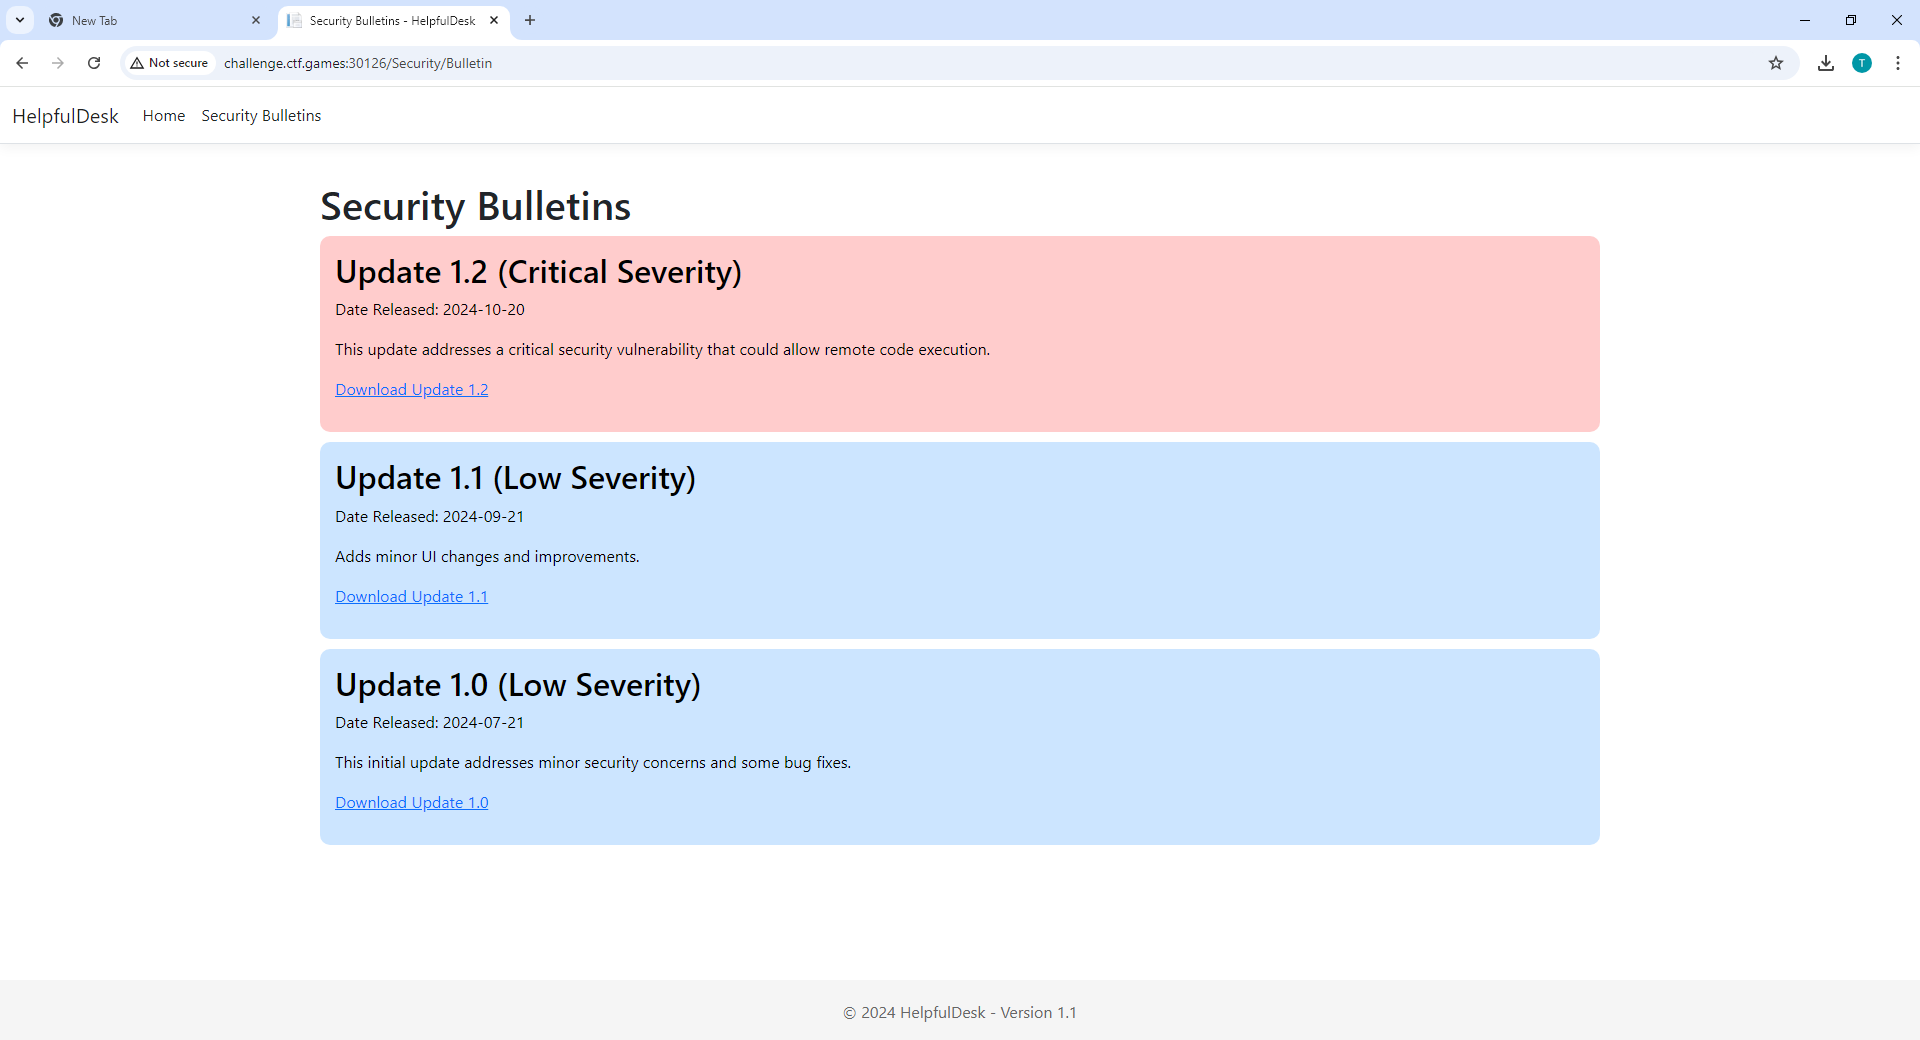 New Tab
Security Bulletins - HelpfulDesk
Not secure
challenge.ctf.games:30126/Security/Bulletin
T
HelpfulDesk
Home
Security Bulletins
Security Bulletins
Update 1.2 (Critical Severity)
Date Released: 2024-10-20
This update addresses a critical security vulnerability that could allow remote code execution.
Download Update 1.2
Update 1.1 (Low Severity)
Date Released: 2024-09-21
Adds minor UI changes and improvements.
Download Update 1.1
Update 1.0 (Low Severity)
Date Released: 2024-07-21
This initial update addresses minor security concerns and some bug fixes.
Download Update 1.0
© 2024 HelpfulDesk - Version 1.1